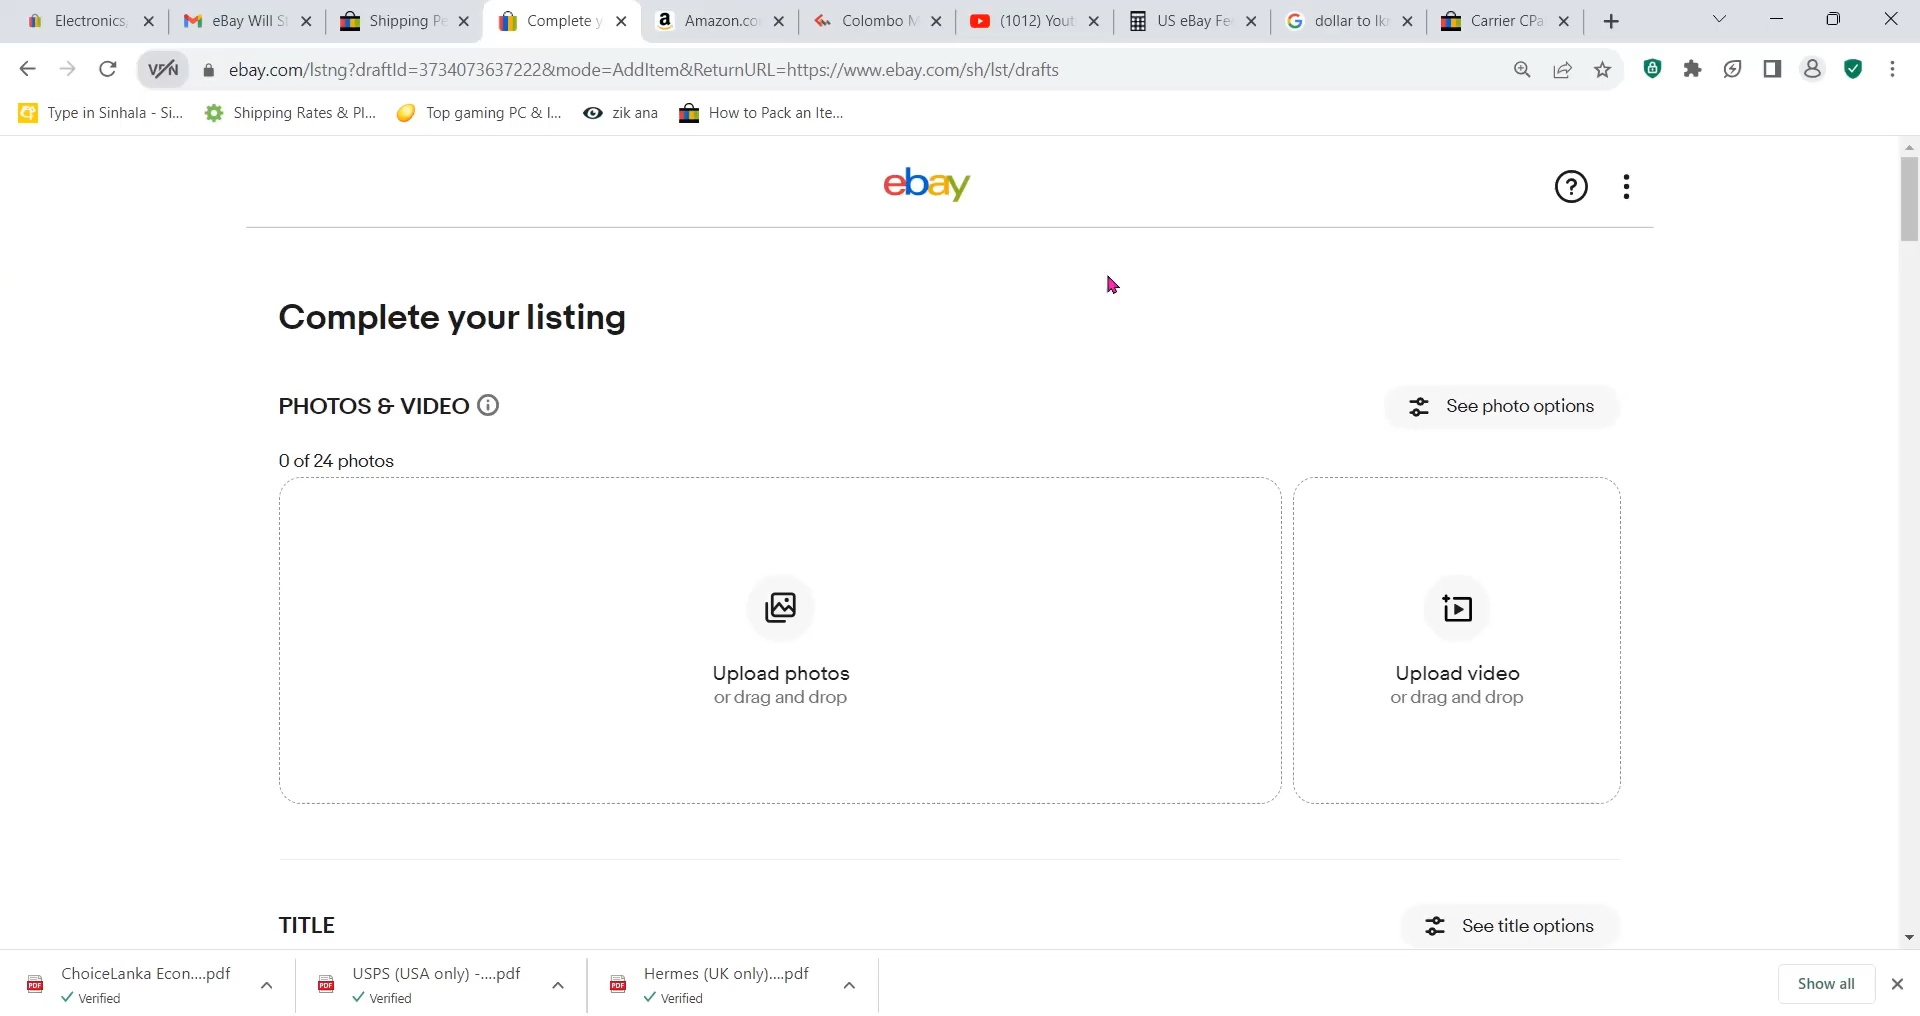 Electronics, eBay Will S Shipping Pe Complete y Amazon.co Colombo M (1012) Yout US eBay Fe dollar to lk Carrier CPa
VPN ebay.com/lstng?draftId=3734073637222&mode=AddItem&ReturnURL=https://www.ebay.com/sh/lst/drafts
Type in Sinhala - Si... Shipping Rates & Pl... Top gaming PC & I... zik ana How to Pack an Ite...
ebay
Complete your listing
PHOTOS & VIDEO See photo options
0 of 24 photos
Upload photos
or drag and drop
Upload video
or drag and drop
TITLE See title options
ChoiceLanka Econ....pdf
Verified
USPS (USA only) -....pdf
Verified
Hermes (UK only)....pdf
Verified
Show all